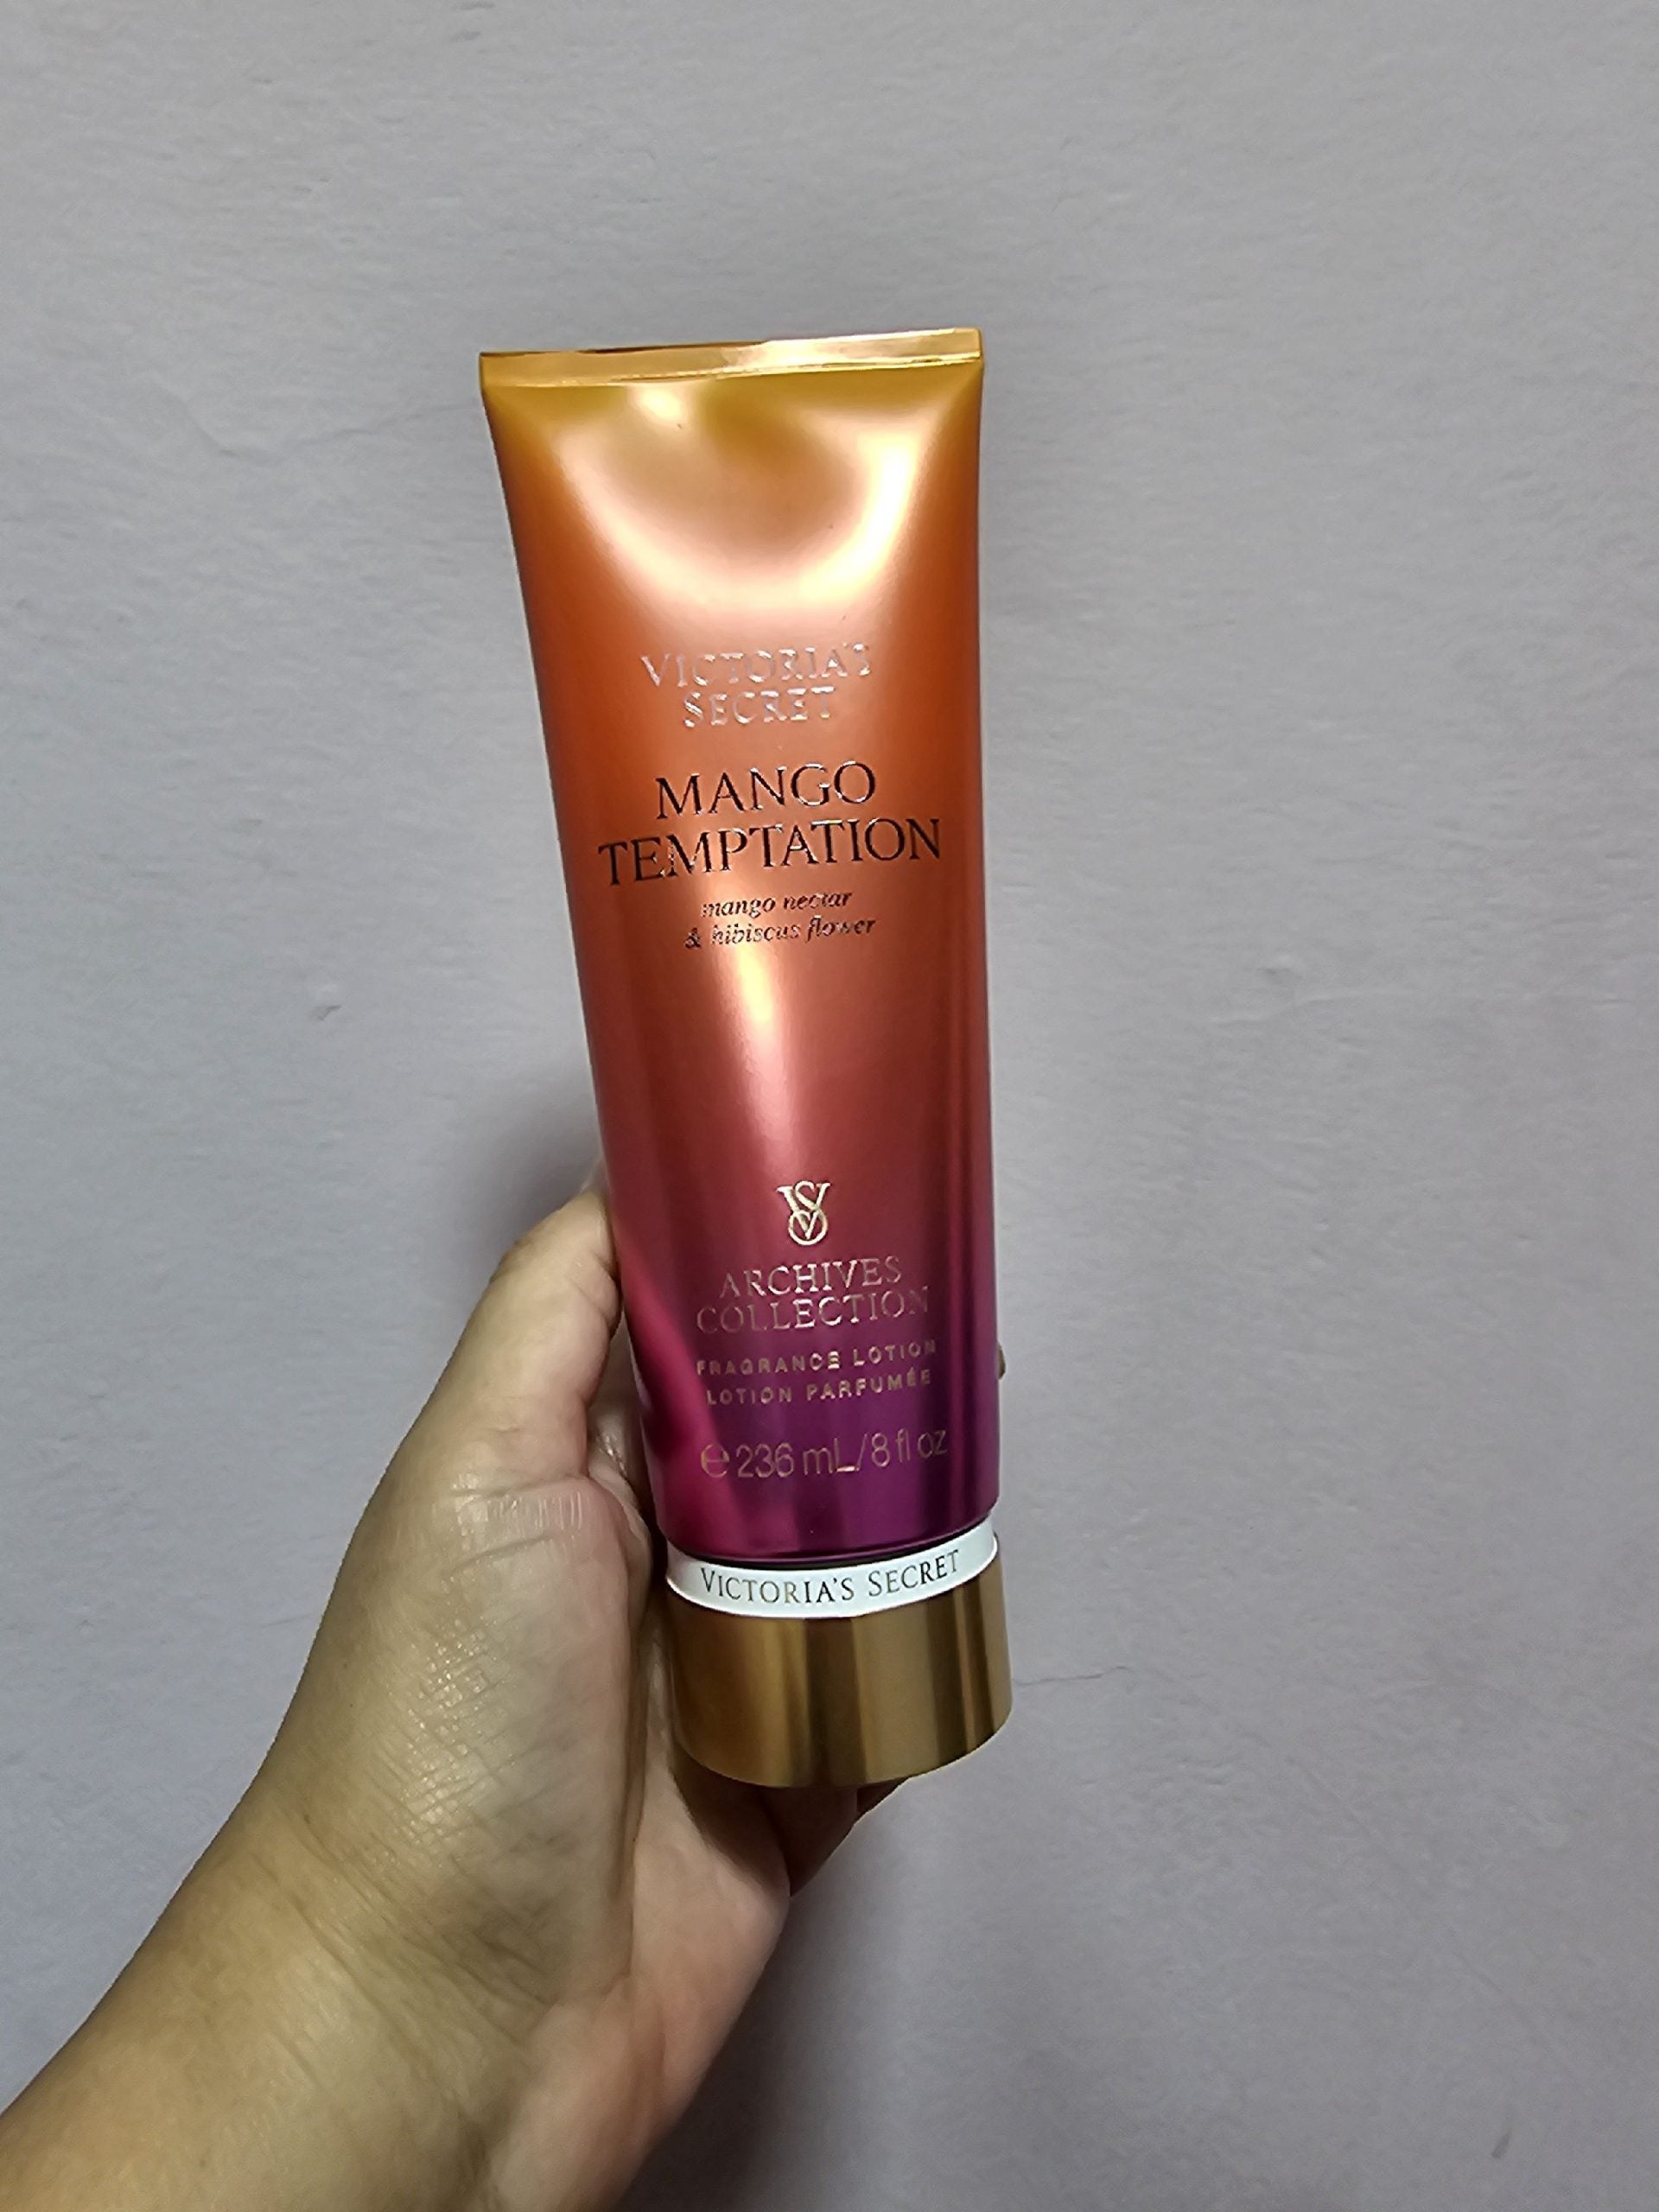 VICTORIA'S
SECRET
MANGO
TEMPTATION
mango nectar
& hibiscus flower
VS
ARCHIVES
COLLECTION
FRAGRANCE LOTION
LOTION PARFUMÉE
℮ 236 mL/8 fl oz
VICTORIA'S SECRET